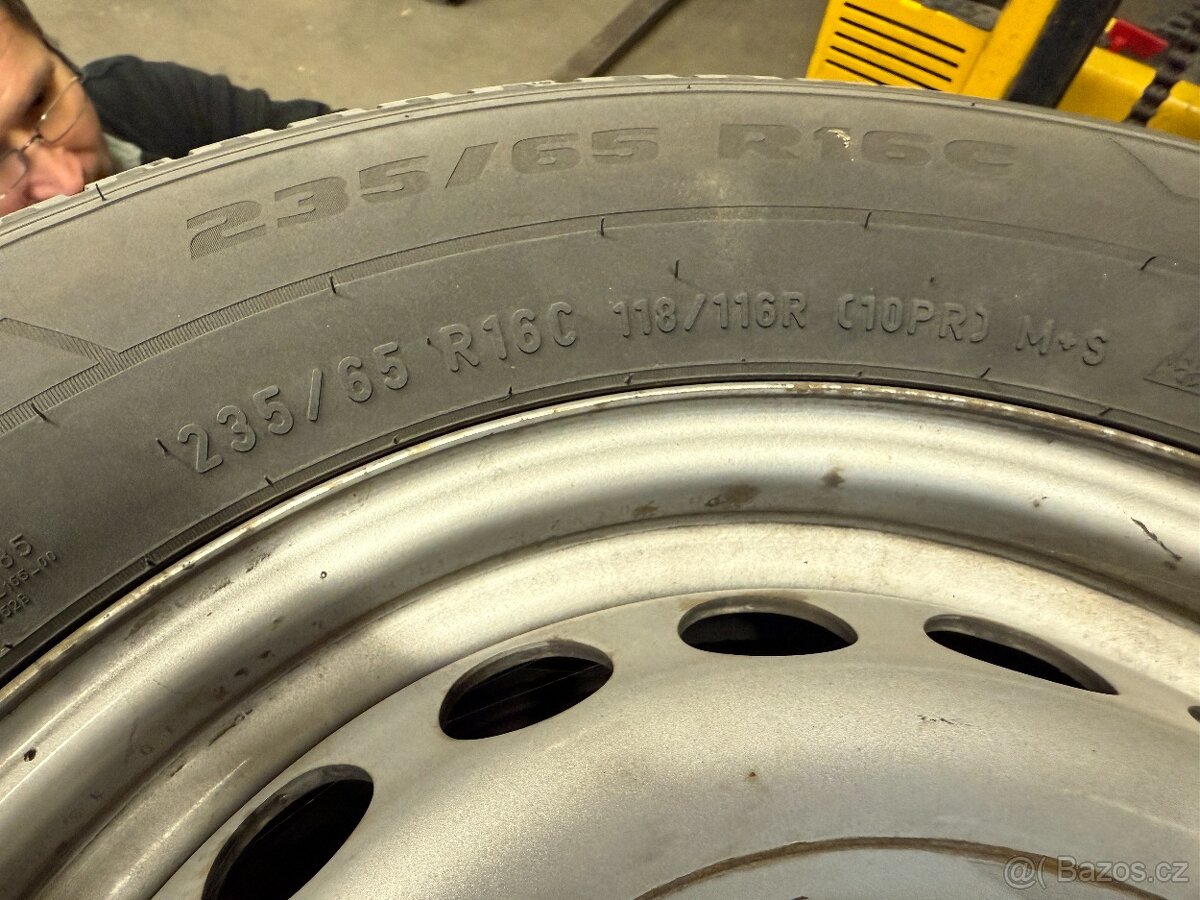 235/65 R16C
235/65 R16C 118/116R (10PR) M+S
@( Bazos.cz